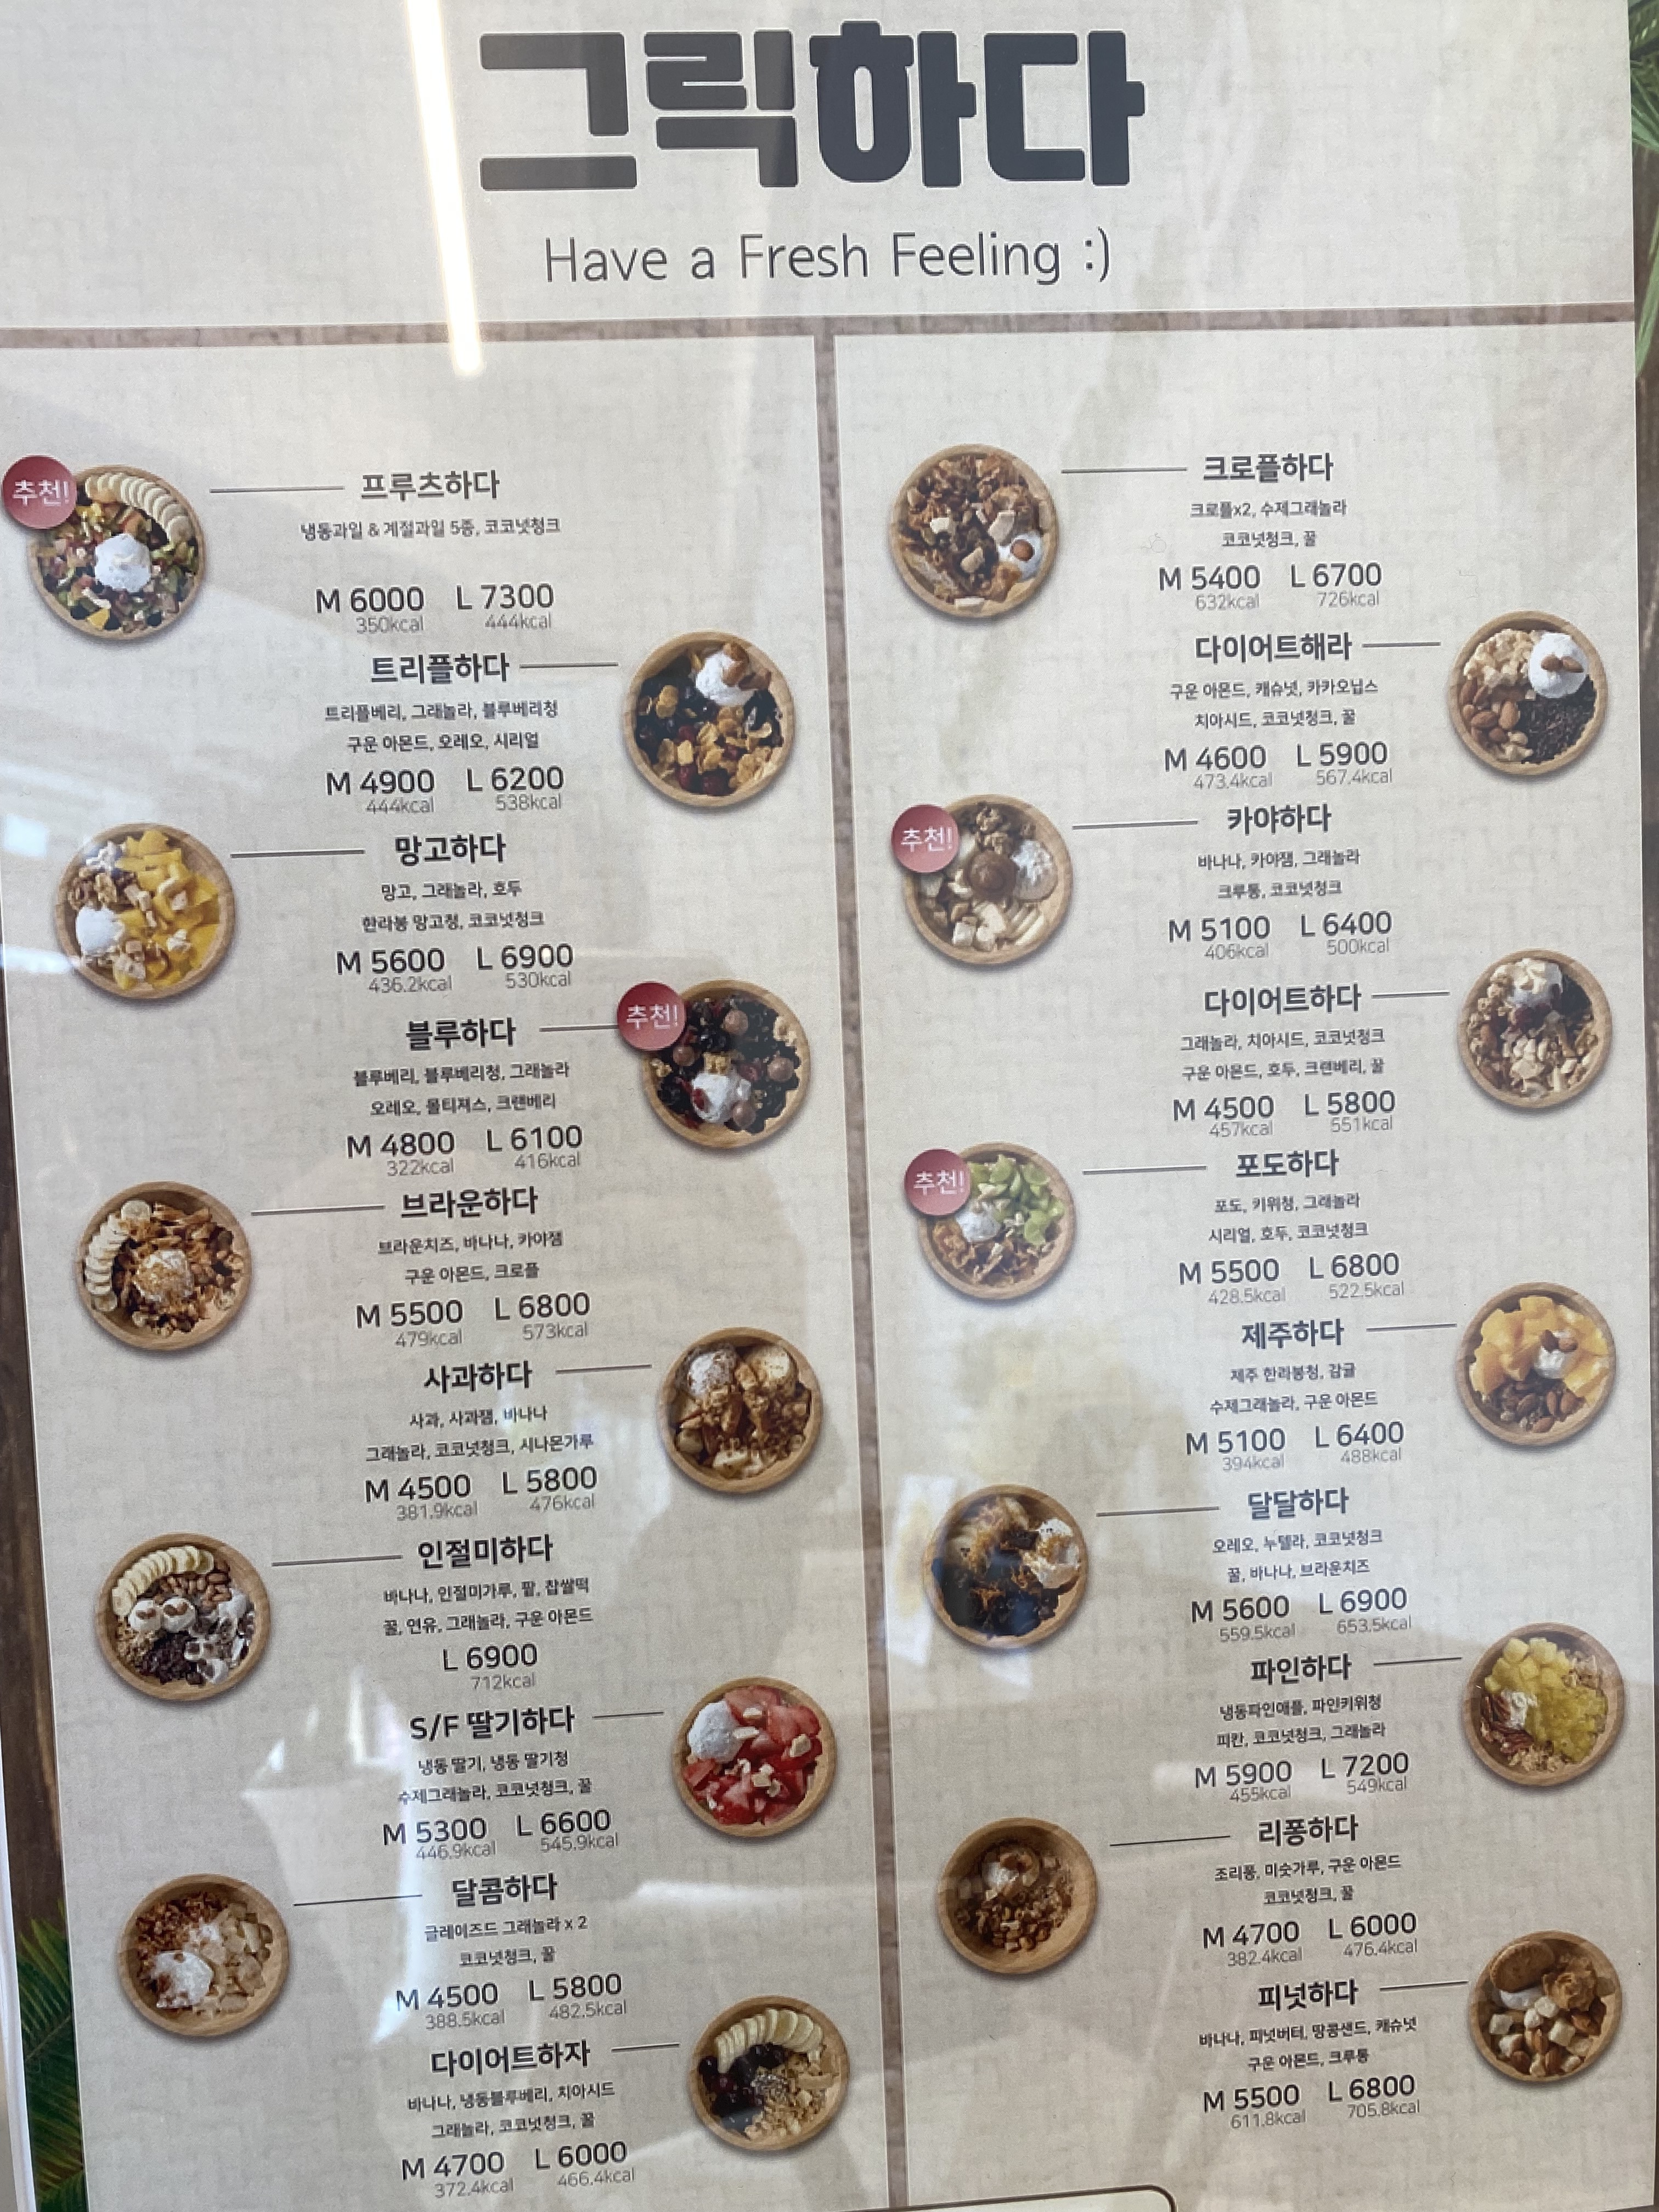 그릭하다
Have a Fresh Feeling :)
추천!
프루츠하다
냉동과일 & 계절과일 5종, 코코넛청크
M 6000 L 7300
350kcal 444kcal
트리플하다
트리플베리, 그래놀라, 블루베리청
구운 아몬드, 오레오, 시리얼
M 4900 L 6200
444kcal 538kcal
망고하다
망고, 그래놀라, 호두
한라봉 망고청, 코코넛청크
M 5600 L 6900
436.2kcal 530kcal
추천!
블루하다
블루베리, 블루베리청, 그래놀라
오레오, 몰티져스, 크랜베리
M 4800 L 6100
322kcal 416kcal
브라운하다
브라운치즈, 바나나, 카야잼
구운 아몬드, 크로플
M 5500 L 6800
479kcal 573kcal
사과하다
사과, 사과잼, 바나나
그래놀라, 코코넛청크, 시나몬가루
M 4500 L 5800
381.9kcal 476kcal
인절미하다
바나나, 인절미가루, 팥, 찹쌀떡
꿀, 연유, 그래놀라, 구운 아몬드
L 6900
712kcal
S/F 딸기하다
냉동 딸기, 냉동 딸기청
수제그래놀라, 코코넛청크, 꿀
M 5300 L 6600
446.9kcal 545.9kcal
달콤하다
글레이즈드 그래놀라 x 2
코코넛청크, 꿀
M 4500 L 5800
388.5kcal 482.5kcal
다이어트하자
바나나, 냉동블루베리, 치아시드
그래놀라, 코코넛청크, 꿀
M 4700 L 6000
372.4kcal 466.4kcal
크로플하다
크로플x2, 수제그래놀라
코코넛청크, 꿀
M 5400 L 6700
632kcal 726kcal
다이어트해라
구운 아몬드, 캐슈넛, 카카오닙스
치아시드, 코코넛청크, 꿀
M 4600 L 5900
473.4kcal 567.4kcal
추천!
카야하다
바나나, 카야잼, 그래놀라
크루통, 코코넛청크
M 5100 L 6400
406kcal 500kcal
다이어트하다
그래놀라, 치아시드, 코코넛청크
구운 아몬드, 호두, 크랜베리, 꿀
M 4500 L 5800
457kcal 551kcal
추천!
포도하다
포도, 키위청, 그래놀라
시리얼, 호두, 코코넛청크
M 5500 L 6800
428.5kcal 522.5kcal
제주하다
제주 한라봉청, 감귤
수제그래놀라, 구운 아몬드
M 5100 L 6400
394kcal 488kcal
달달하다
오레오, 누텔라, 코코넛청크
꿀, 바나나, 브라운치즈
M 5600 L 6900
559.5kcal 653.5kcal
파인하다
냉동파인애플, 파인키위청
피칸, 코코넛청크, 그래놀라
M 5900 L 7200
455kcal 549kcal
리퐁하다
조리퐁, 미숫가루, 구운 아몬드
코코넛청크, 꿀
M 4700 L 6000
382.4kcal 476.4kcal
피넛하다
바나나, 피넛버터, 땅콩샌드, 캐슈넛
구운 아몬드, 크루통
M 5500 L 6800
611.8kcal 705.8kcal